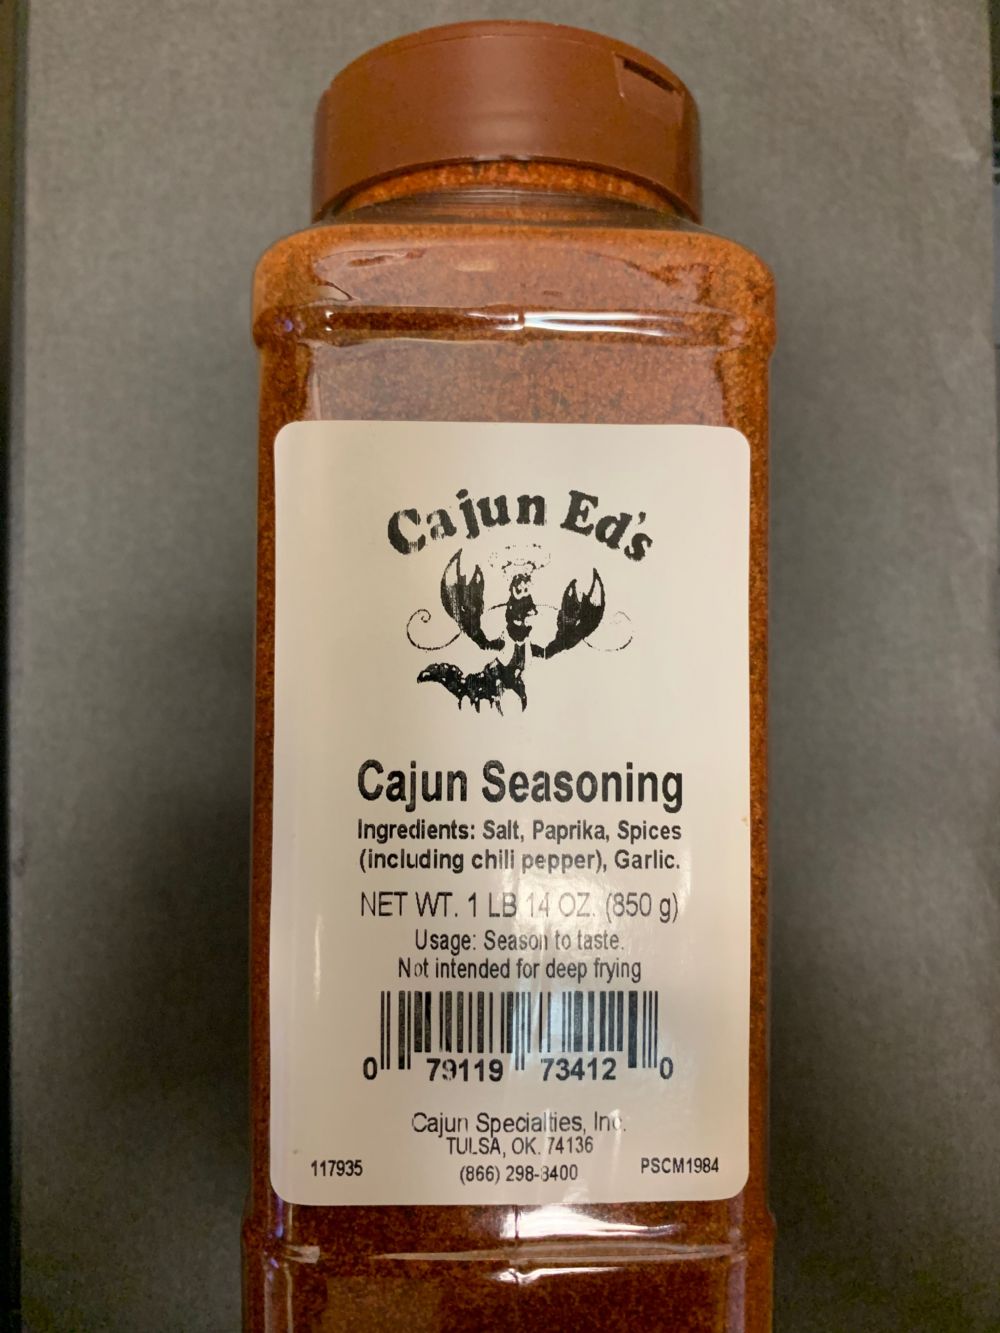 Cajun Ed's
Cajun Seasoning
Ingredients: Salt, Paprika, Spices
(including chili pepper), Garlic.
NET WT. 1 LB 14 OZ. (850 g)
Usage: Season to taste.
Not intended for deep frying
0 79119 73412 0
Cajun Specialties, Inc.
TULSA, OK. 74136
(866) 298-8400
117935
PSCM1984